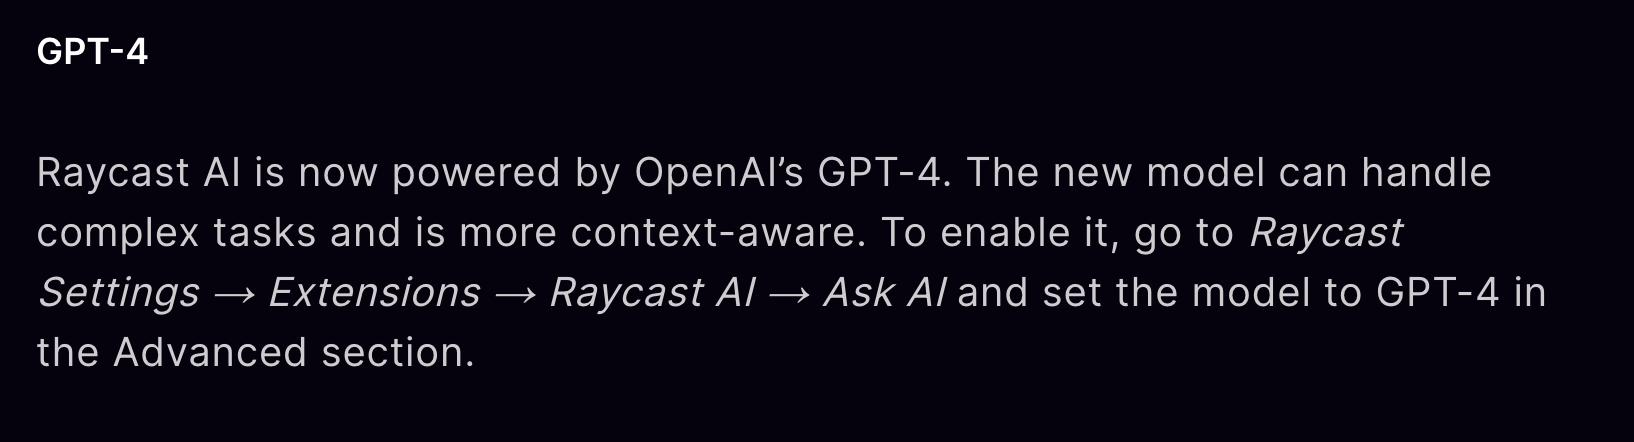 GPT-4
Raycast AI is now powered by OpenAI’s GPT-4. The new model can handle
complex tasks and is more context-aware. To enable it, go to Raycast
Settings → Extensions → Raycast AI → Ask AI and set the model to GPT-4 in
the Advanced section.